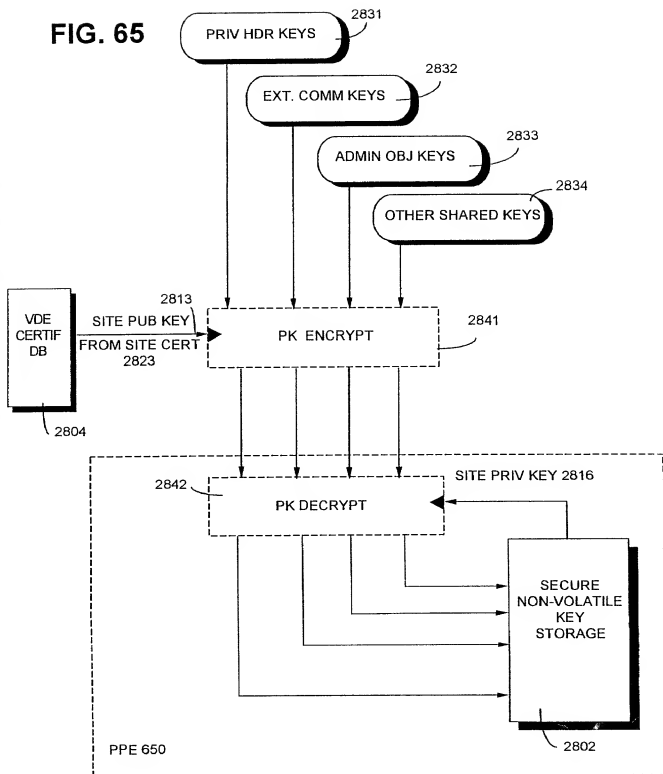 FIG. 65
PRIV HDR KEYS
2831
EXT. COMM KEYS
2832
ADMIN OBJ KEYS
2833
OTHER SHARED KEYS
2834
VDE
CERTIF
DB
2804
2813
SITE PUB KEY
FROM SITE CERT
2823
PK ENCRYPT
2841
2842
PK DECRYPT
SITE PRIV KEY 2816
SECURE
NON-VOLATILE
KEY
STORAGE
2802
PPE 650